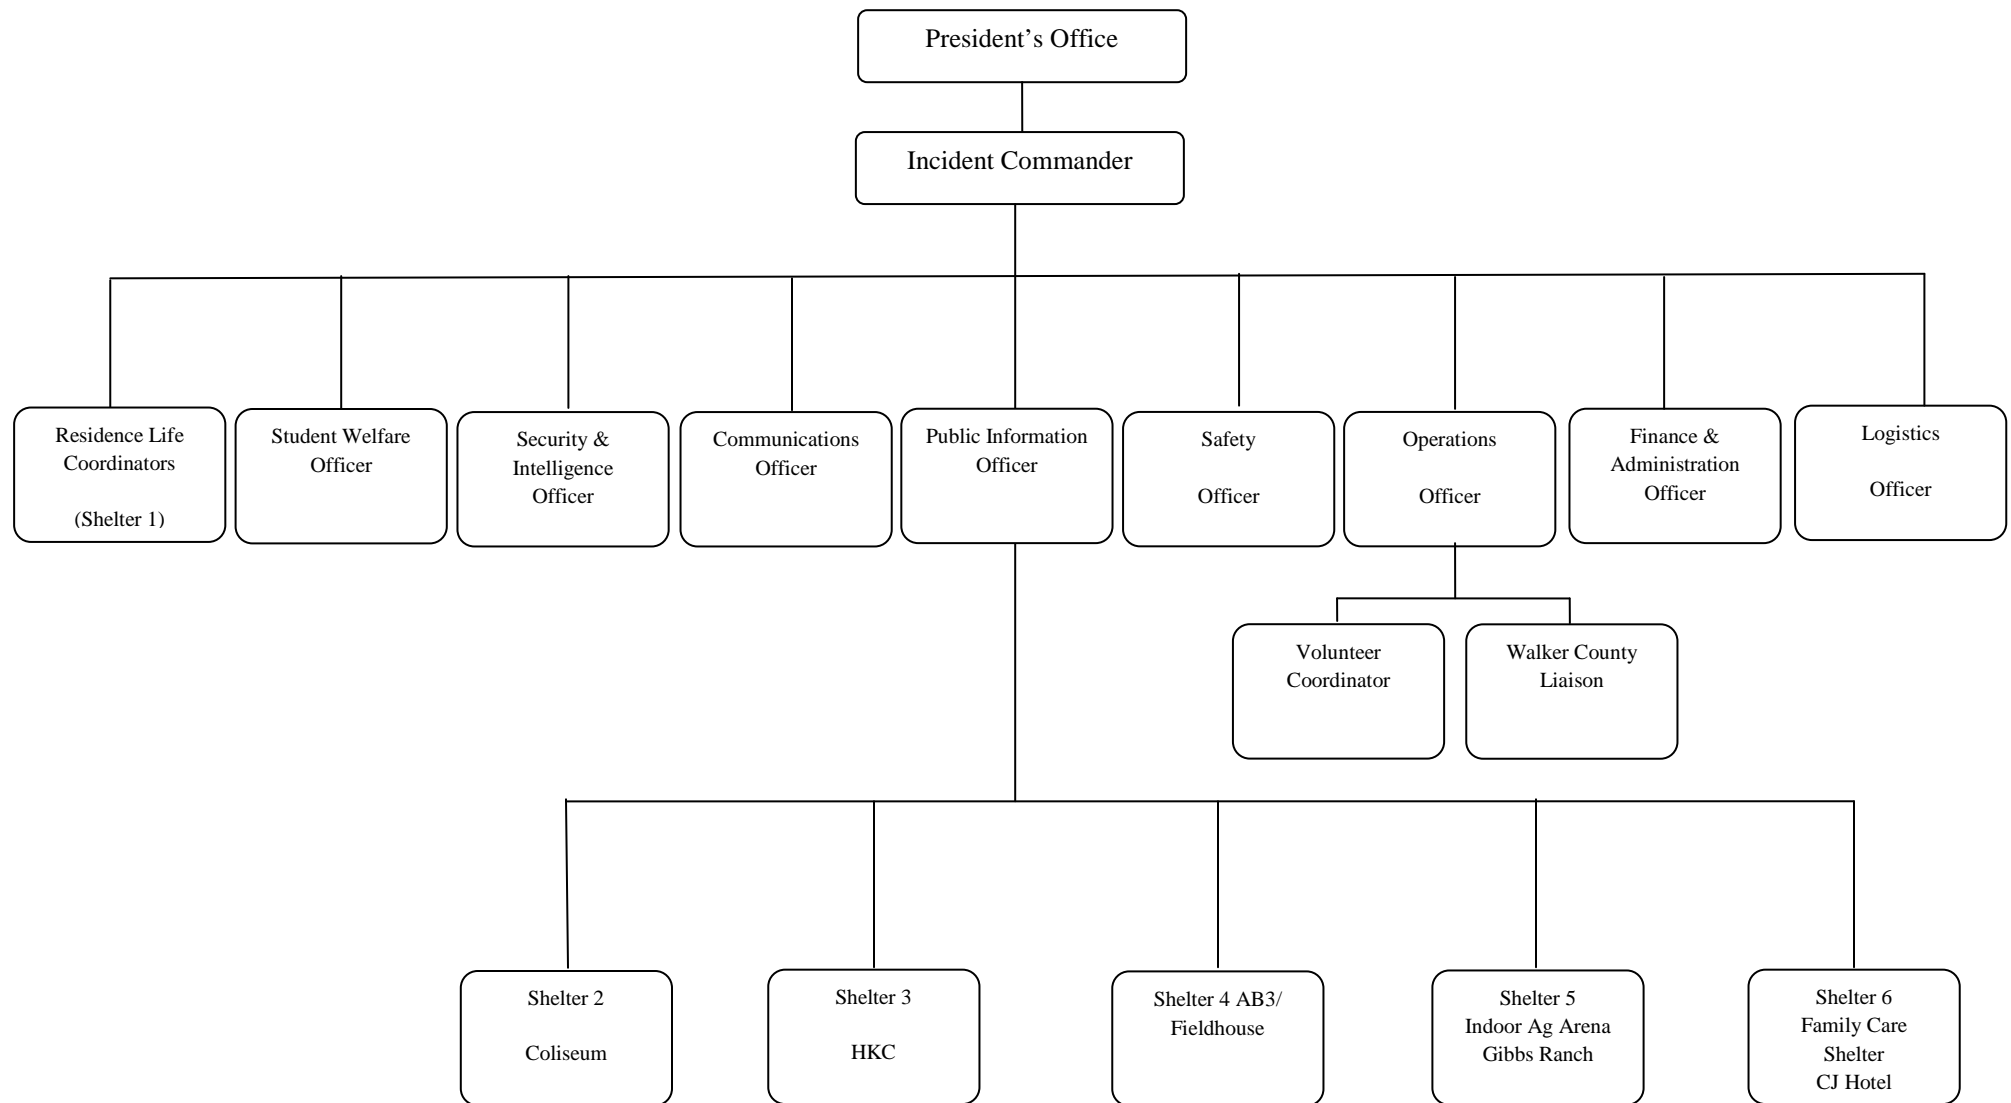 President’s Office
Incident Commander
Residence Life
Coordinators
(Shelter 1)
Student Welfare
Officer
Security &
Intelligence
Officer
Communications
Officer
Public Information
Officer
Safety
Officer
Operations
Officer
Finance &
Administration
Officer
Logistics
Officer
Volunteer
Coordinator
Walker County
Liaison
Shelter 2
Coliseum
Shelter 3
HKC
Shelter 4 AB3/
Fieldhouse
Shelter 5
Indoor Ag Arena
Gibbs Ranch
Shelter 6
Family Care
Shelter
CJ Hotel